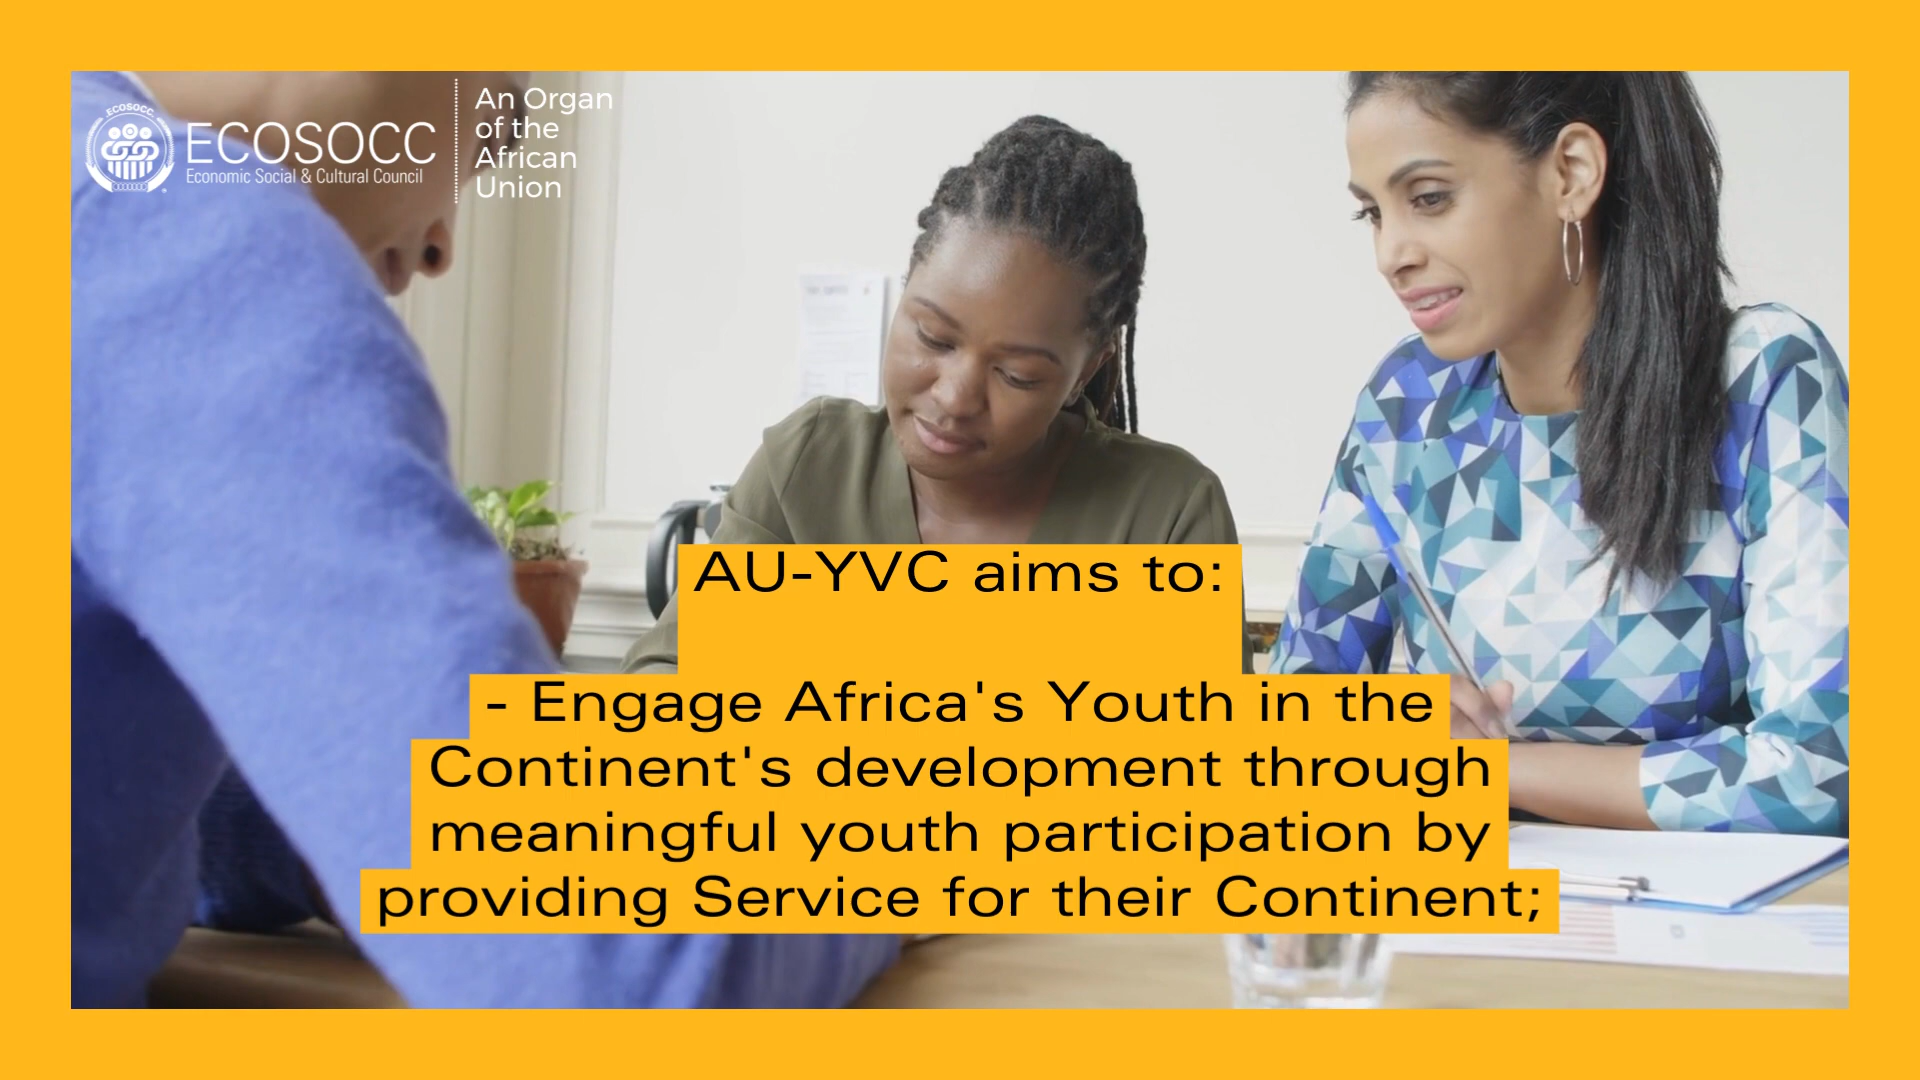 ECOSOCC
ECOSOCC
Economic Social & Cultural Council
An Organ
of the
African
Union
AU-YVC aims to:
- Engage Africa's Youth in the
Continent's development through
meaningful youth participation by
providing Service for their Continent;